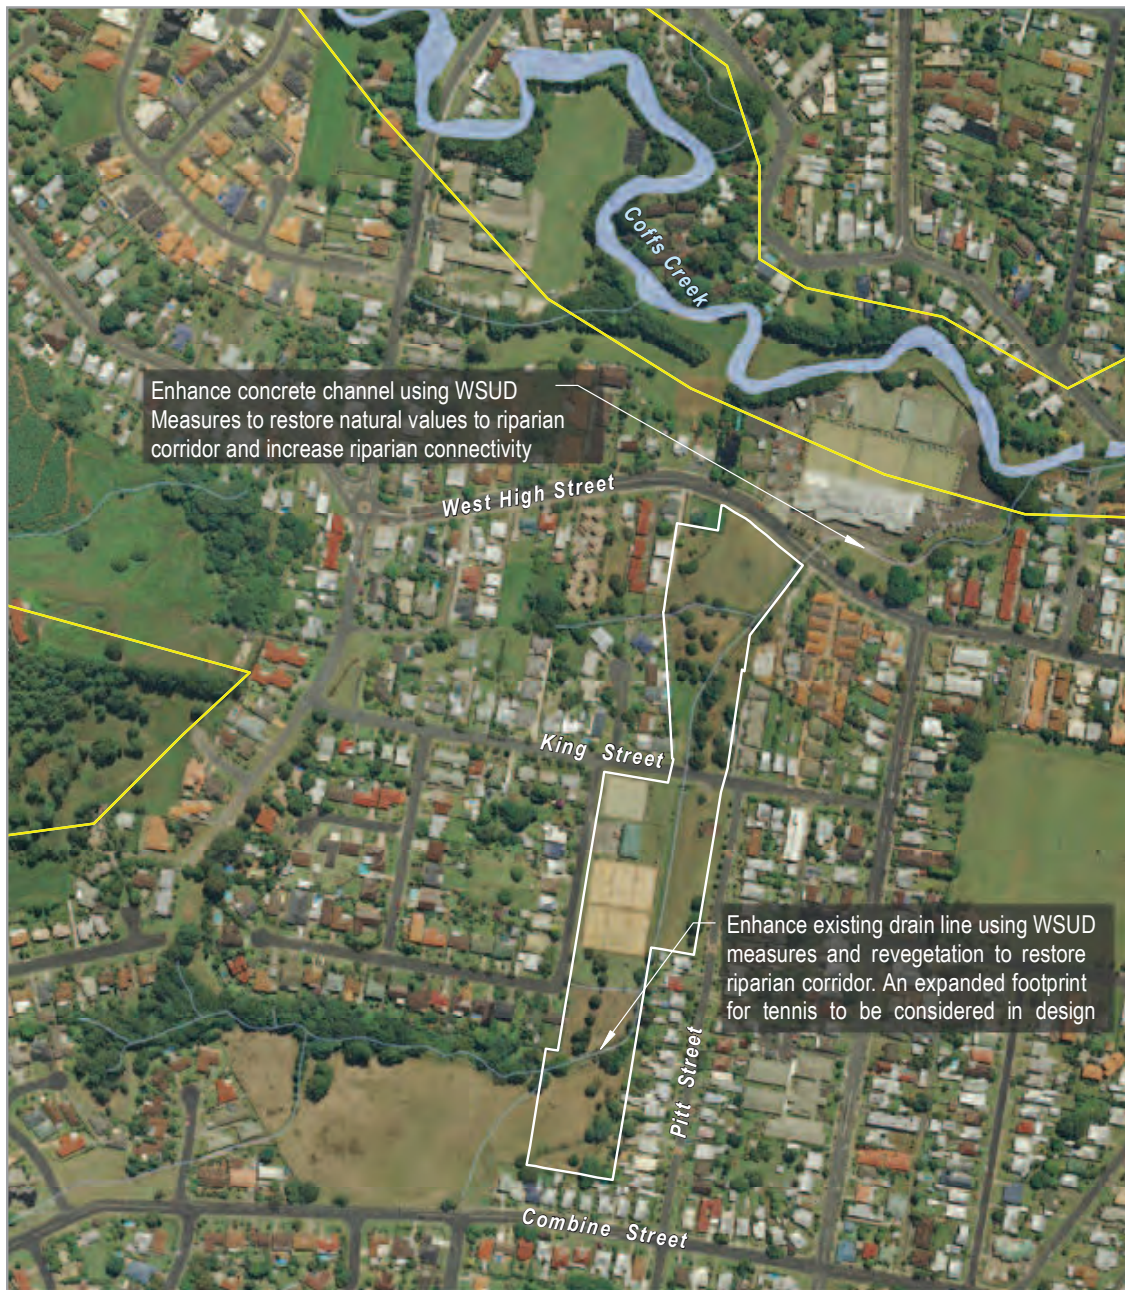 Coffs Creek
Enhance concrete channel using WSUD
Measures to restore natural values to riparian
corridor and increase riparian connectivity
West High Street
King Street
Enhance existing drain line using WSUD
measures and revegetation to restore
riparian corridor. An expanded footprint
for tennis to be considered in design
Pitt Street
Combine Street